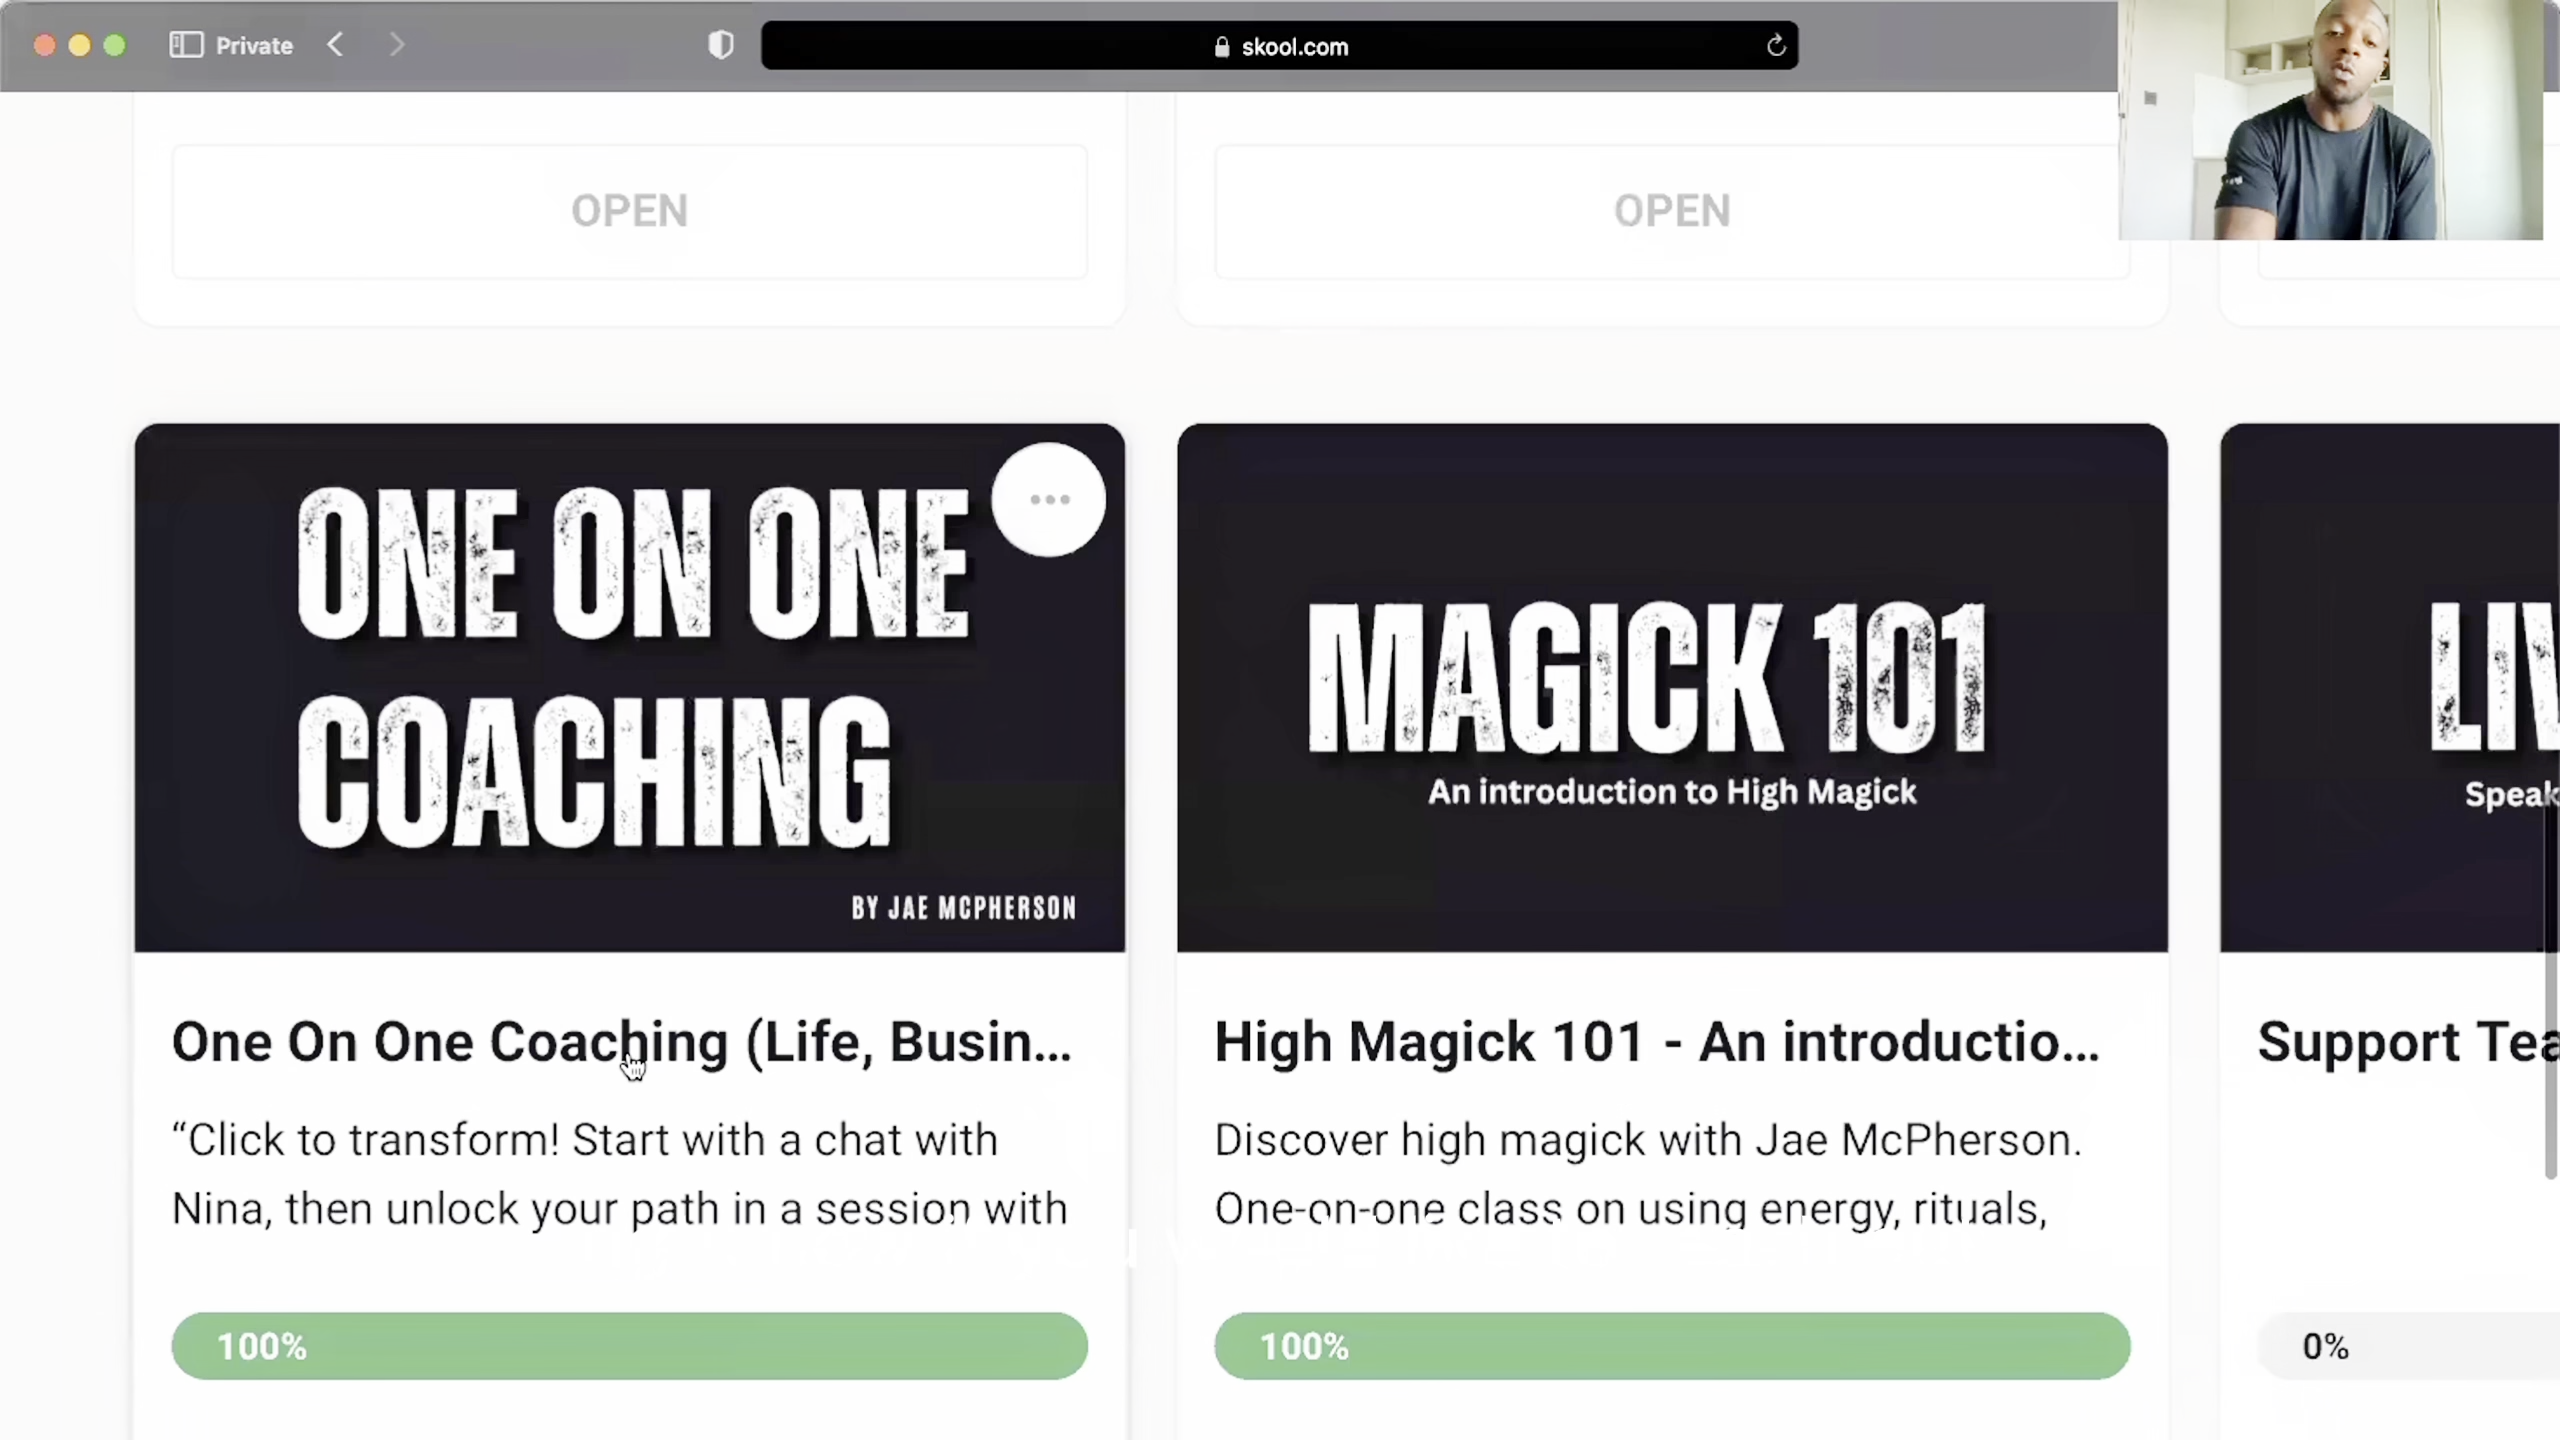 Private
skool.com
OPEN
OPEN
ONE ON ONE
COACHING
BY JAE MCPHERSON
MAGICK 101
An introduction to High Magick
LIV
Speak
One On One Coaching (Life, Busin...
“Click to transform! Start with a chat with
Nina, then unlock your path in a session with
100%
High Magick 101 - An introductio...
Discover high magick with Jae McPherson.
One-on-one class on using energy, rituals,
100%
Support Tea
0%